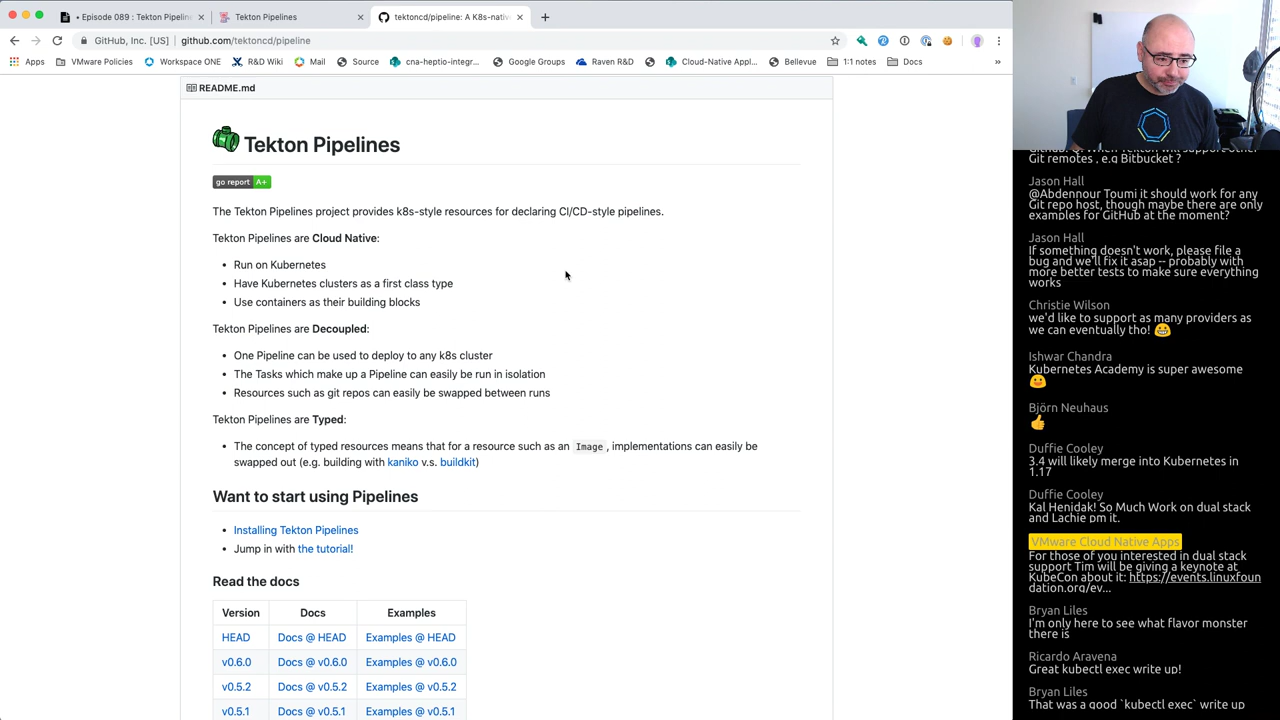 • Episode 089 : Tekton Pipelin
Tekton Pipelines
tektoncd/pipeline: A K8s-nativ
GitHub, Inc. [US]
github.com/tektoncd/pipeline
Apps
VMware Policies
Workspace ONE
R&D Wiki
Mail
Source
cna-heptio-integr...
Google Groups
Raven R&D
Cloud-Native Appl...
Bellevue
1:1 notes
Docs
»
README.md
Tekton Pipelines
go report A+
The Tekton Pipelines project provides k8s-style resources for declaring CI/CD-style pipelines.
Tekton Pipelines are Cloud Native:
• Run on Kubernetes
• Have Kubernetes clusters as a first class type
• Use containers as their building blocks
Tekton Pipelines are Decoupled:
• One Pipeline can be used to deploy to any k8s cluster
• The Tasks which make up a Pipeline can easily be run in isolation
• Resources such as git repos can easily be swapped between runs
Tekton Pipelines are Typed:
• The concept of typed resources means that for a resource such as an Image, implementations can easily be
swapped out (e.g. building with kaniko v.s. buildkit)
Want to start using Pipelines
• Installing Tekton Pipelines
• Jump in with the tutorial!
Read the docs
Version Docs Examples
HEAD Docs @ HEAD Examples @ HEAD
v0.6.0 Docs @ v0.6.0 Examples @ v0.6.0
v0.5.2 Docs @ v0.5.2 Examples @ v0.5.2
v0.5.1 Docs @ v0.5.1 Examples @ v0.5.1
Git remotes , e.g Bitbucket ?
Jason Hall
@Abdennour Toumi it should work for any
Git repo host, though maybe there are only
examples for GitHub at the moment?
Jason Hall
If something doesn't work, please file a
bug and we'll fix it asap -- probably with
more better tests to make sure everything
works
Christie Wilson
we'd like to support as many providers as
we can eventually tho! 😁
Ishwar Chandra
Kubernetes Academy is super awesome
😃
Björn Neuhaus
👍
Duffie Cooley
3.4 will likely merge into Kubernetes in
1.17
Duffie Cooley
Kal Henidak! So Much Work on dual stack
and Lachie pm it.
VMware Cloud Native Apps
For those of you interested in dual stack
support Tim will be giving a keynote at
KubeCon about it: https://events.linuxfoun
dation.org/ev...
Bryan Liles
I'm only here to see what flavor monster
there is
Ricardo Aravena
Great kubectl exec write up!
Bryan Liles
That was a good `kubectl exec` write up